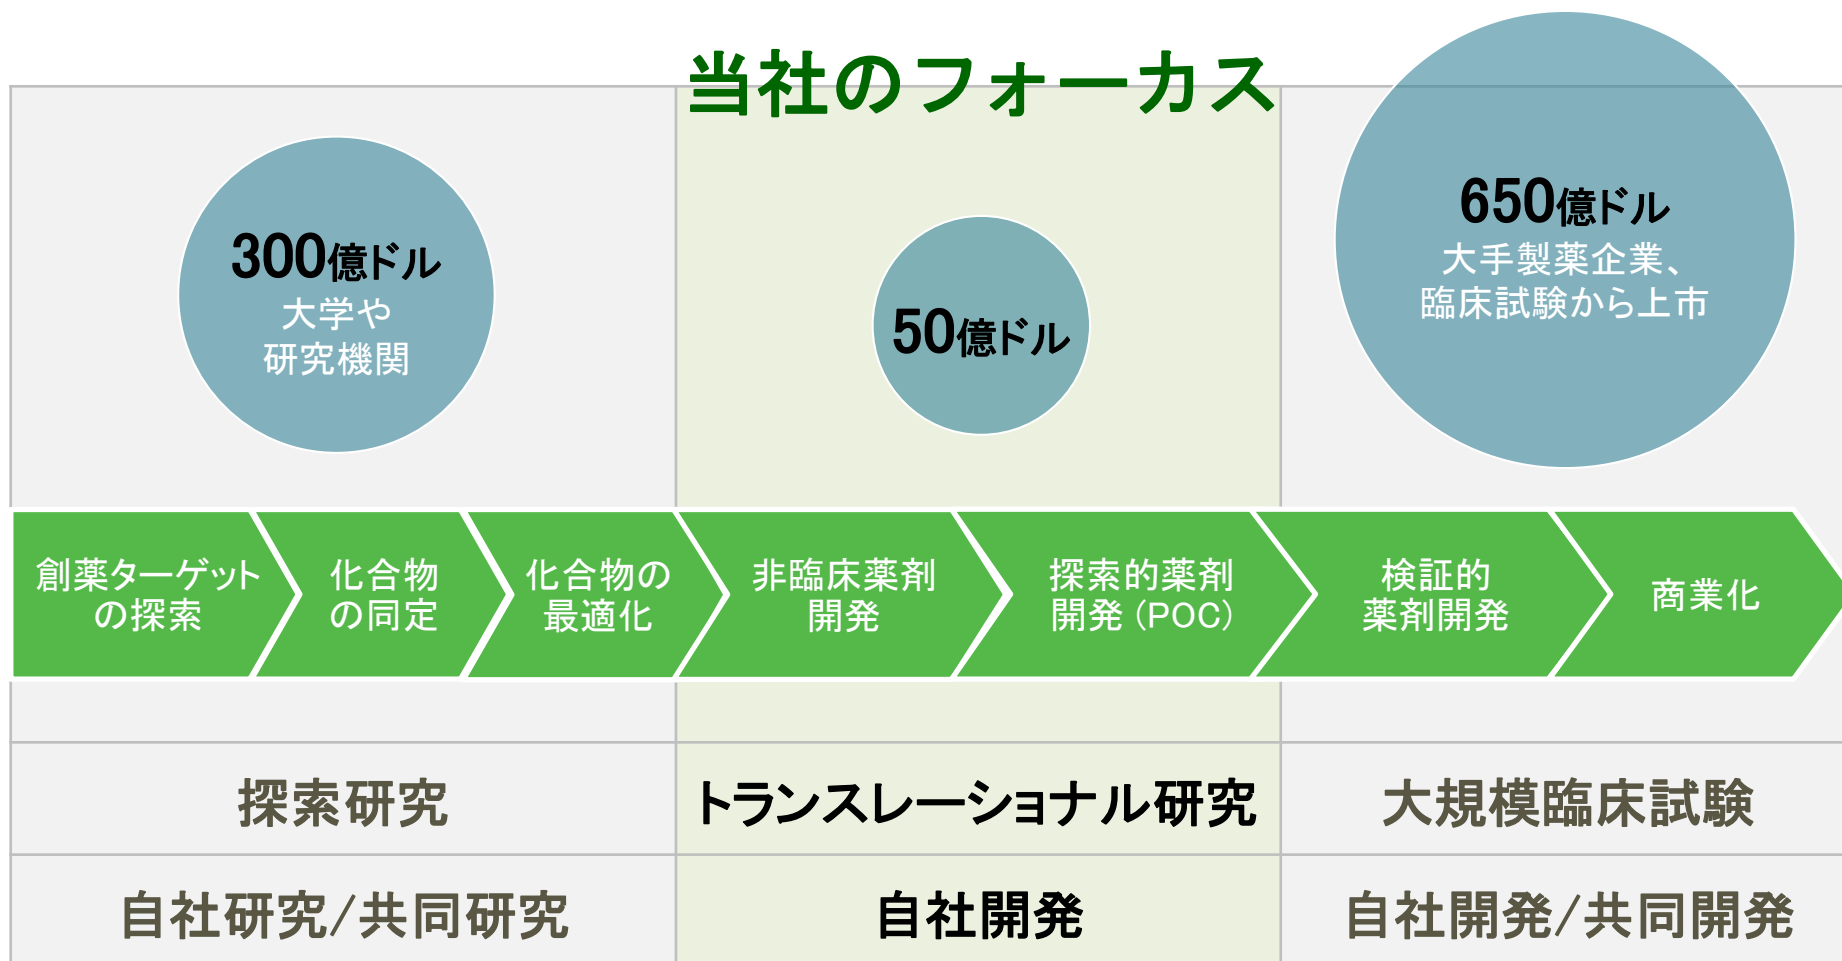 当社のフォーカス
300億ドル
大学や
研究機関
50億ドル
650億ドル
大手製薬企業、
臨床試験から上市
創薬ターゲット
の探索
化合物
の同定
化合物の
最適化
非臨床薬剤
開発
探索的薬剤
開発（POC）
検証的
薬剤開発
商業化
探索研究
トランスレーショナル研究
大規模臨床試験
自社研究/共同研究
自社開発
自社開発/共同開発